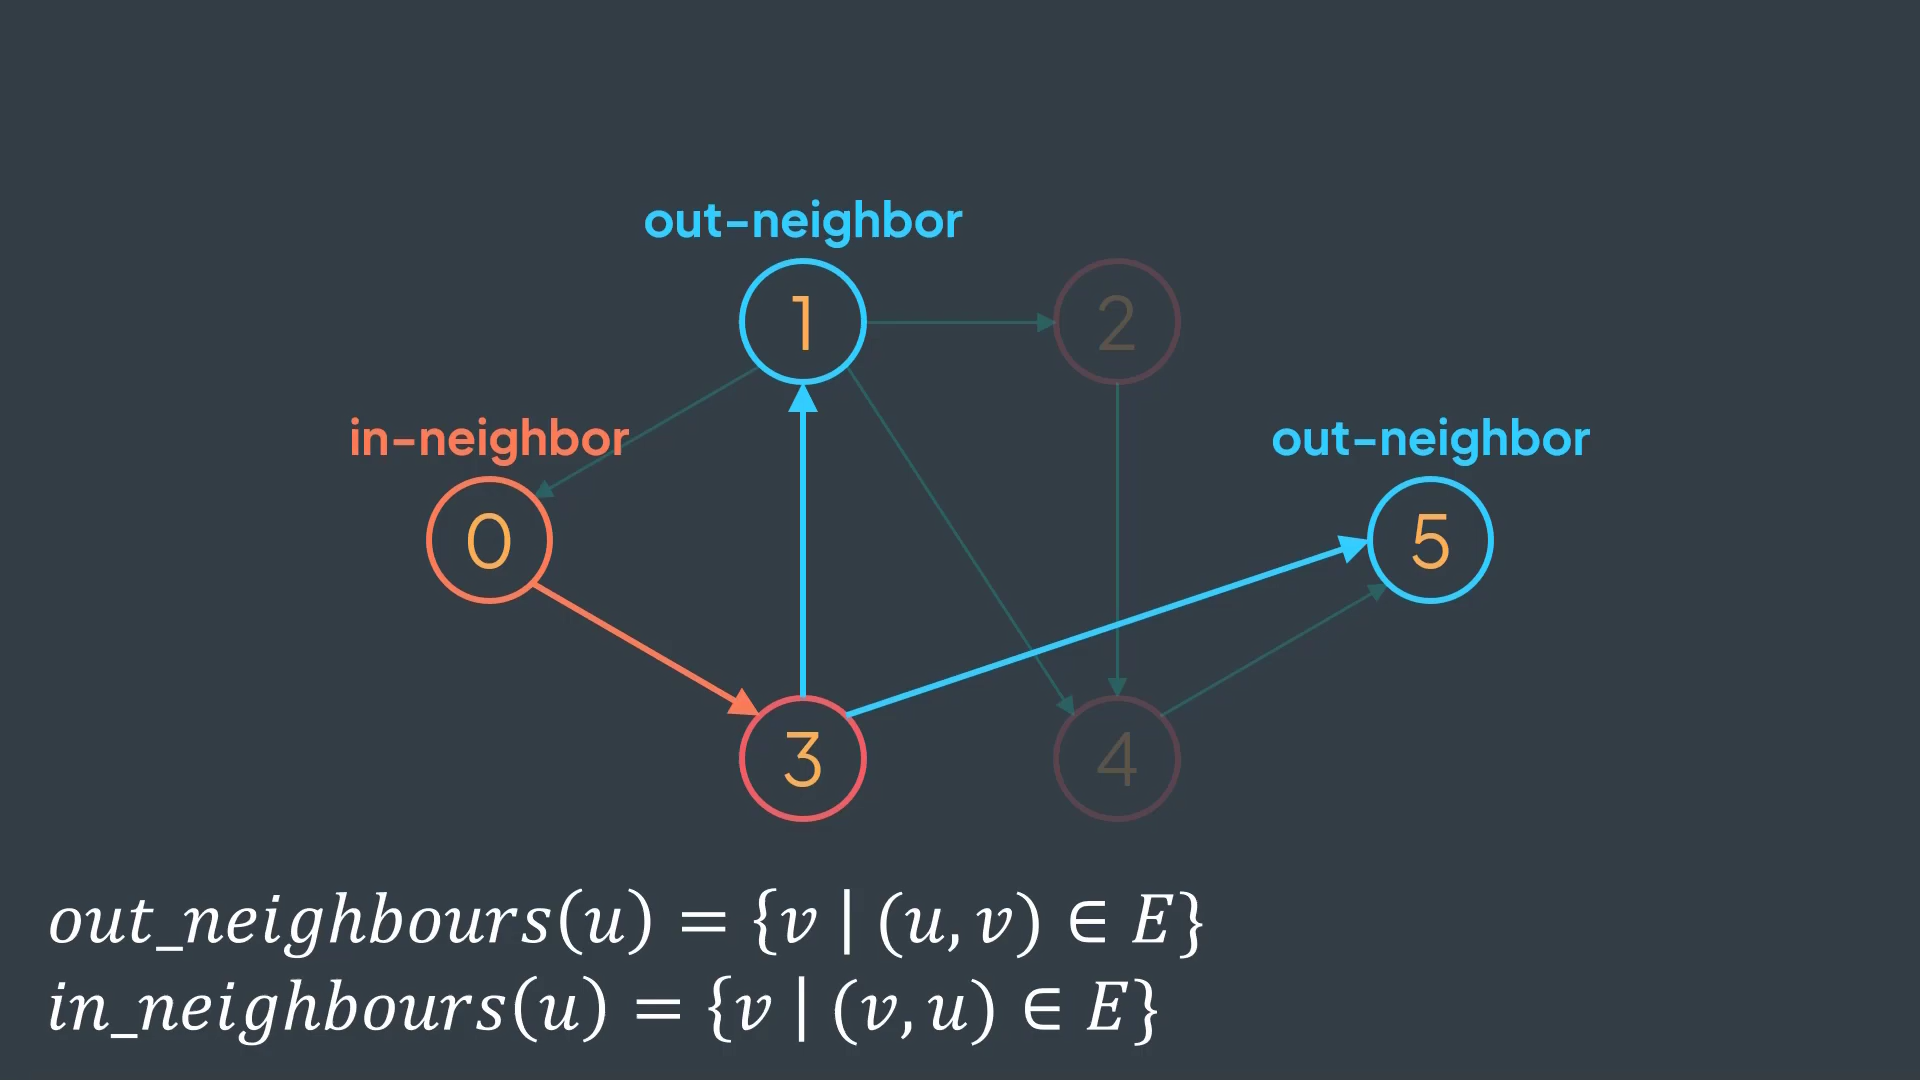 out-neighbor
1
2
in-neighbor
out-neighbor
0
5
3
4
out_neighbours(u) = {v | (u, v) ∈ E}
in_neighbours(u) = {v | (v, u) ∈ E}